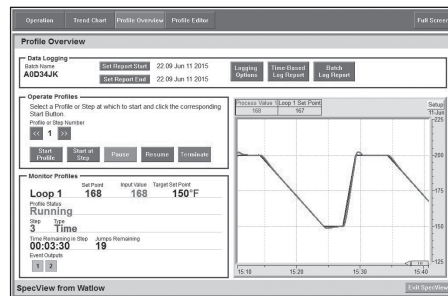 Operation Trend Chart Profile Overview Profile Editor Full Screen
Profile Overview
Data Logging
Batch Name
A0D34JK
Set Report Start 22.09 Jun 11 2015
Set Report End 22.09 Jun 11 2015
Logging Options
Time-Based Log Report
Batch Log Report
Operate Profiles
Select a Profile or Step at which to start and click the corresponding
Start Button.
Profile or Step Number
<< 1 >>
Start Profile
Start at Step
Pause
Resume
Terminate
Monitor Profiles
Set Point Input Value Target Set Point
Loop 1 168 168 150°F
Profile Status
Running
Step Type
3 Time
Time Remaining in Step Jumps Remaining
00:03:30 19
Event Outputs
1 2
Process Value 1 Loop 1 Set Point
168 167
Setup
11-Jun
225
200
175
150
125
15:10 15:20 15:30 15:40
SpecView from Watlow
Exit SpecView